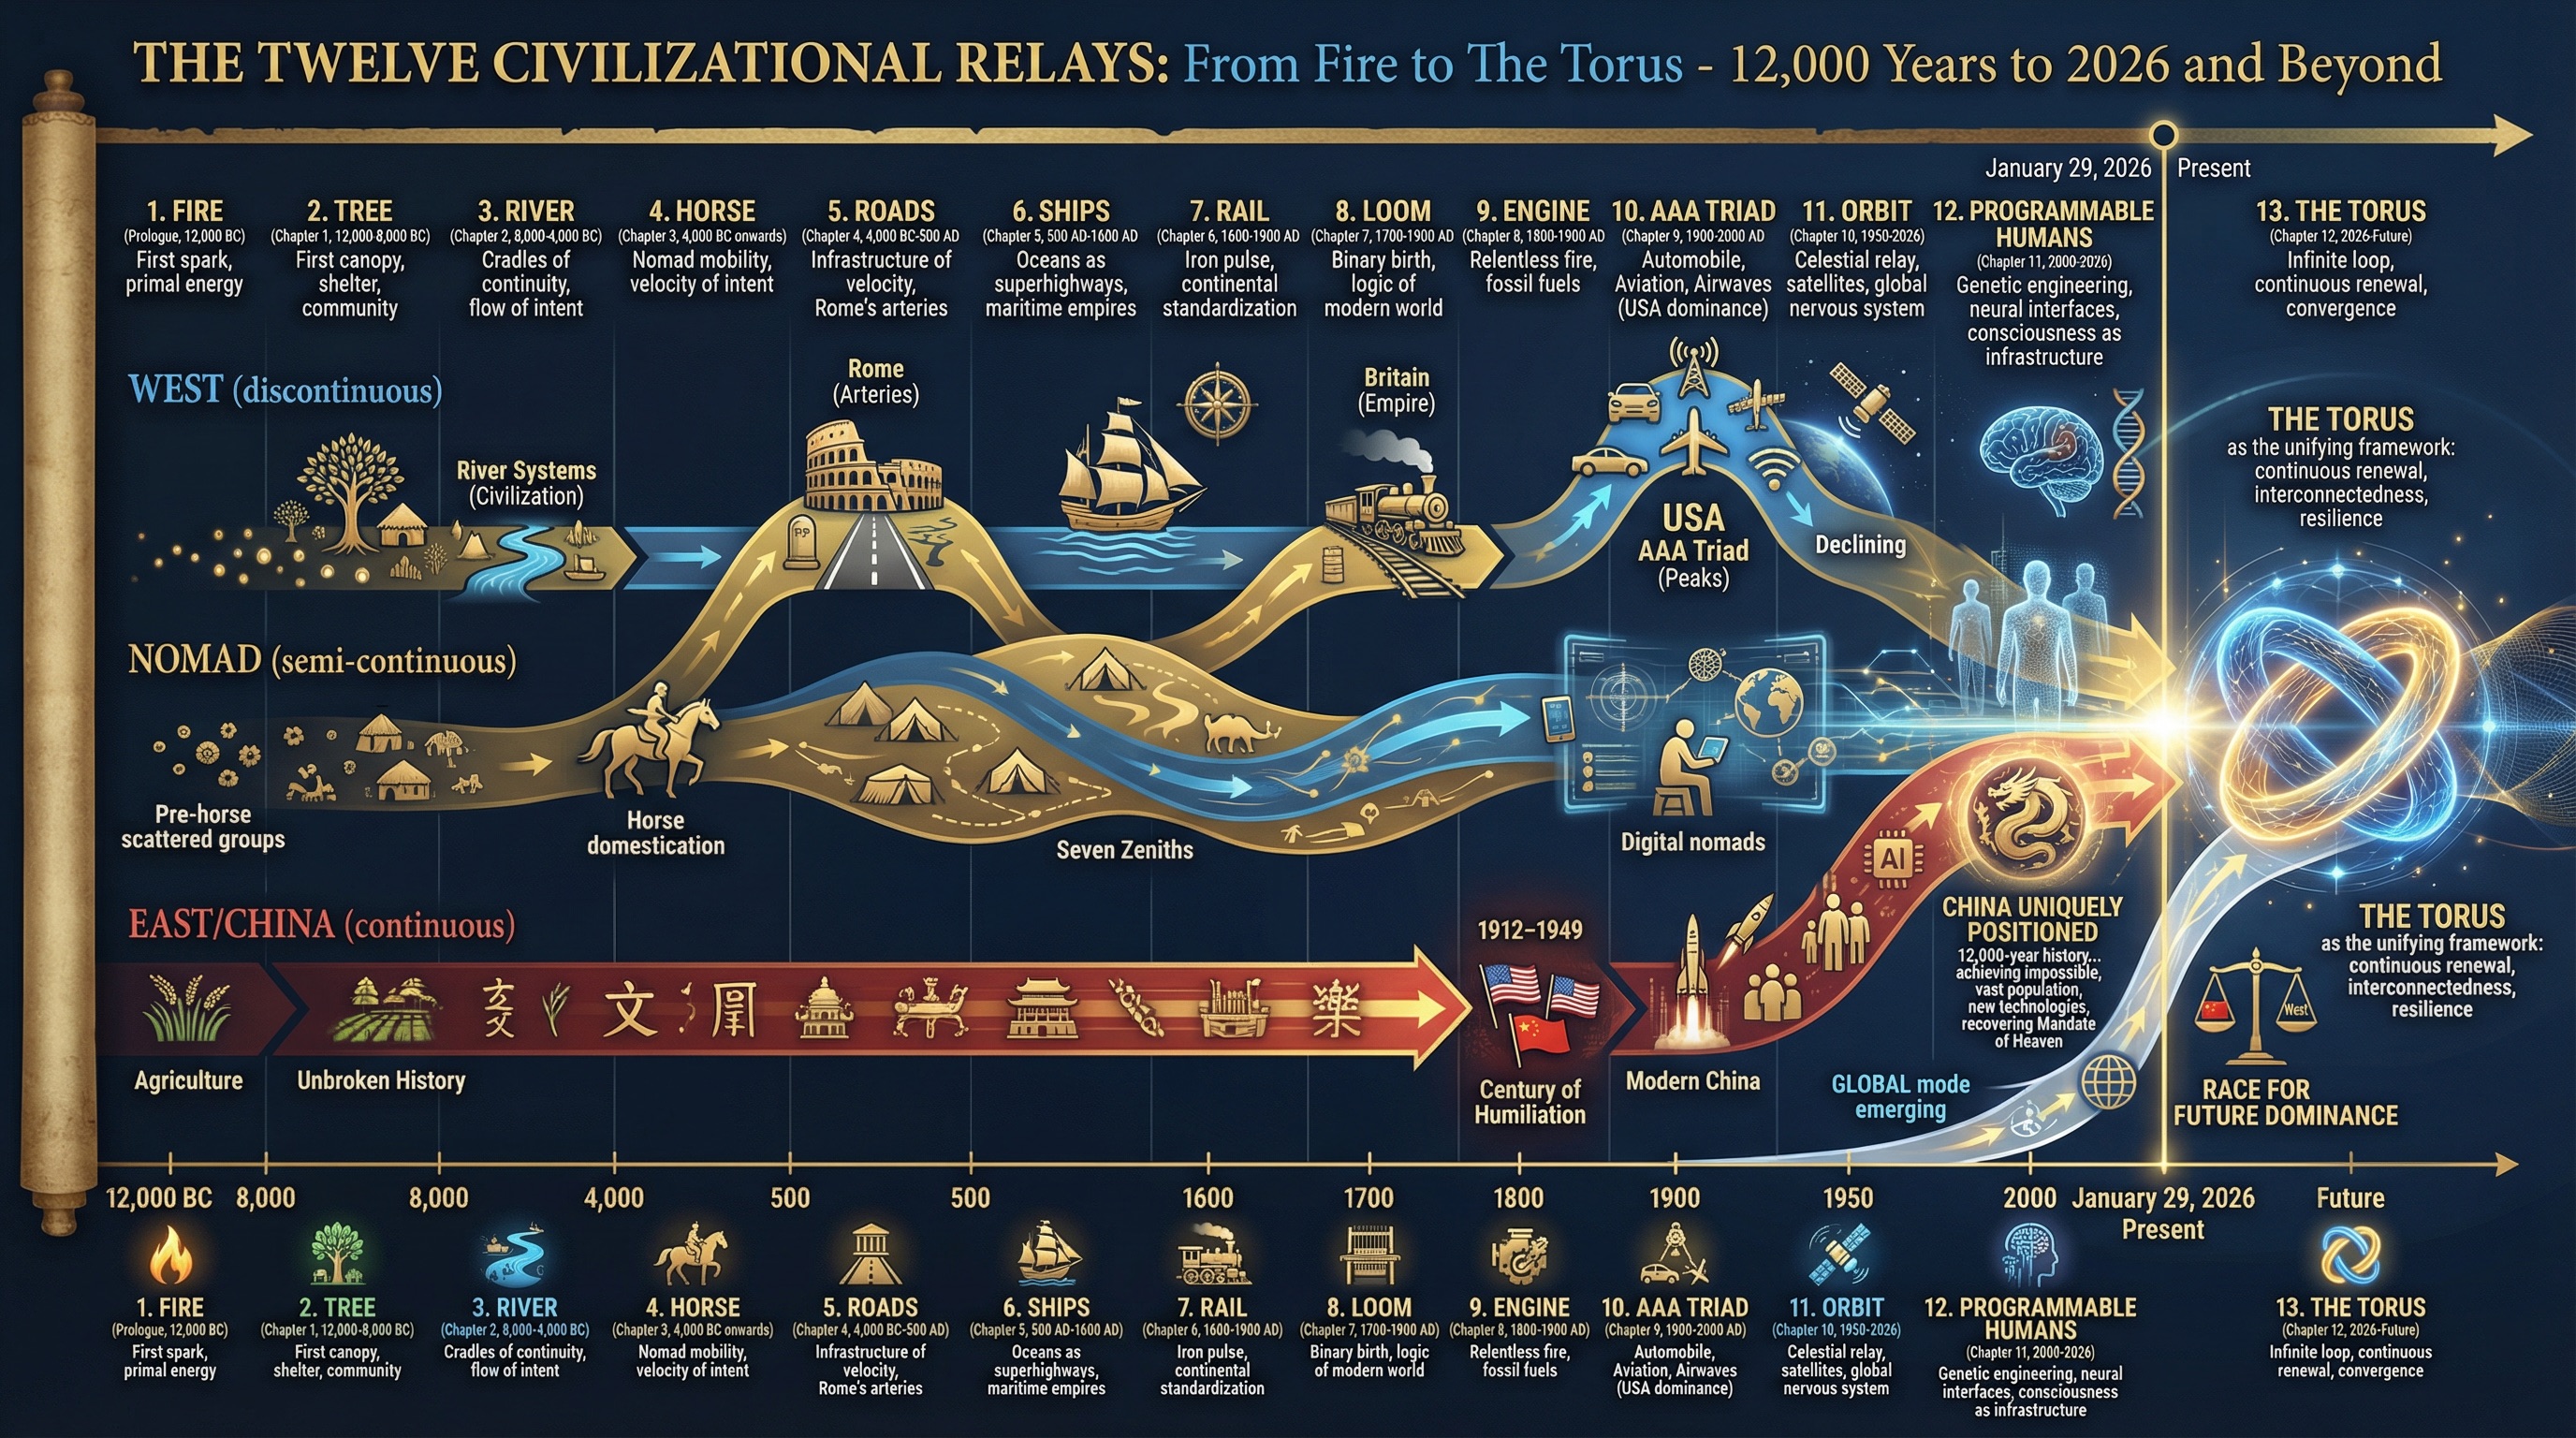 THE TWELVE CIVILIZATIONAL RELAYS: From Fire to The Torus - 12,000 Years to 2026 and Beyond
January 29, 2026
Present
1. FIRE
(Prologue, 12,000 BC)
First spark,
primal energy
2. TREE
(Chapter 1, 12,000-8,000 BC)
First canopy,
shelter,
community
3. RIVER
(Chapter 2, 8,000-4,000 BC)
Cradles of
continuity,
flow of intent
4. HORSE
(Chapter 3, 4,000 BC onwards)
Nomad mobility,
velocity of intent
5. ROADS
(Chapter 4, 4,000 BC-500 AD
Infrastructure of
velocity,
Rome's arteries
6. SHIPS
(Chapter 5, 500 AD-1600 AD
Oceans as
superhighways,
maritime empires
7. RAIL
(Chapter 6, 1600-1900 AD
Iron pulse,
continental
standardization
8. LOOM
(Chapter 7, 1700-1900 AD
Binary birth,
logic of
modern world
9. ENGINE
(Chapter 8, 1800-1900 AD
Relentless fire,
fossil fuels
10. AAA TRIAD
(Chapter 9, 1900-2000 AD
Automobile,
Aviation, Airwaves
(USA dominance)
11. ORBIT
(Chapter 10, 1950-2026)
Celestial relay,
satellites, global
nervous system
12. PROGRAMMABLE
HUMANS
(Chapter 11, 2000-2026)
Genetic engineering,
neural interfaces,
consciousness as
infrastructure
13. THE TORUS
(Chapter 12, 2026-Future)
Infinite loop,
continuous renewal,
convergence
WEST (discontinuous)
River Systems
(Civilization)
Rome
(Arteries)
Britain
(Empire)
USA
AAA Triad
(Peaks)
Declining
THE TORUS
as the unifying framework:
continuous renewal,
interconnectedness,
resilience
NOMAD (semi-continuous)
Pre-horse
scattered groups
Horse
domestication
Seven Zeniths
Digital nomads
EAST/CHINA (continuous)
文
樂
Agriculture
Unbroken History
1912–1949
Century of
Humiliation
Modern China
AI
CHINA UNIQUELY
POSITIONED
12,000-year history...
achieving impossible,
vast population,
new technologies,
recovering Mandate
of Heaven
GLOBAL mode
emerging
THE TORUS
as the unifying framework:
continuous renewal,
interconnectedness,
resilience
West
RACE FOR
FUTURE DOMINANCE
12,000 BC
8,000
8,000
4,000
500
500
1600
1700
1800
1900
1950
2000
January 29, 2026
Present
Future
1. FIRE
(Prologue, 12,000 BC)
First spark,
primal energy
2. TREE
(Chapter 1, 12,000-8,000 BC)
First canopy,
shelter, community
3. RIVER
(Chapter 2, 8,000-4,000 BC)
Cradles of continuity,
flow of intent
4. HORSE
(Chapter 3, 4,000 BC onwards)
Nomad mobility,
velocity of intent
5. ROADS
(Chapter 4, 4,000 BC-500 AD)
Infrastructure of
velocity,
Rome's arteries
6. SHIPS
(Chapter 5, 500 AD-1600 AD)
Oceans as
superhighways,
maritime empires
7. RAIL
(Chapter 6, 1600-1900 AD)
Iron pulse,
continental
standardization
8. LOOM
(Chapter 7, 1700-1900 AD)
Binary birth, logic
of modern world
9. ENGINE
(Chapter 8, 1800-1900 AD)
Relentless fire,
fossil fuels
10. AAA TRIAD
(Chapter 9, 1900-2000 AD)
Automobile,
Aviation, Airwaves
(USA dominance)
11. ORBIT
(Chapter 10, 1950-2026)
Celestial relay,
satellites, global
nervous system
12. PROGRAMMABLE
HUMANS
(Chapter 11, 2000-2026)
Genetic engineering, neural
interfaces, consciousness
as infrastructure
13. THE TORUS
(Chapter 12, 2026-Future)
Infinite loop, continuous
renewal, convergence